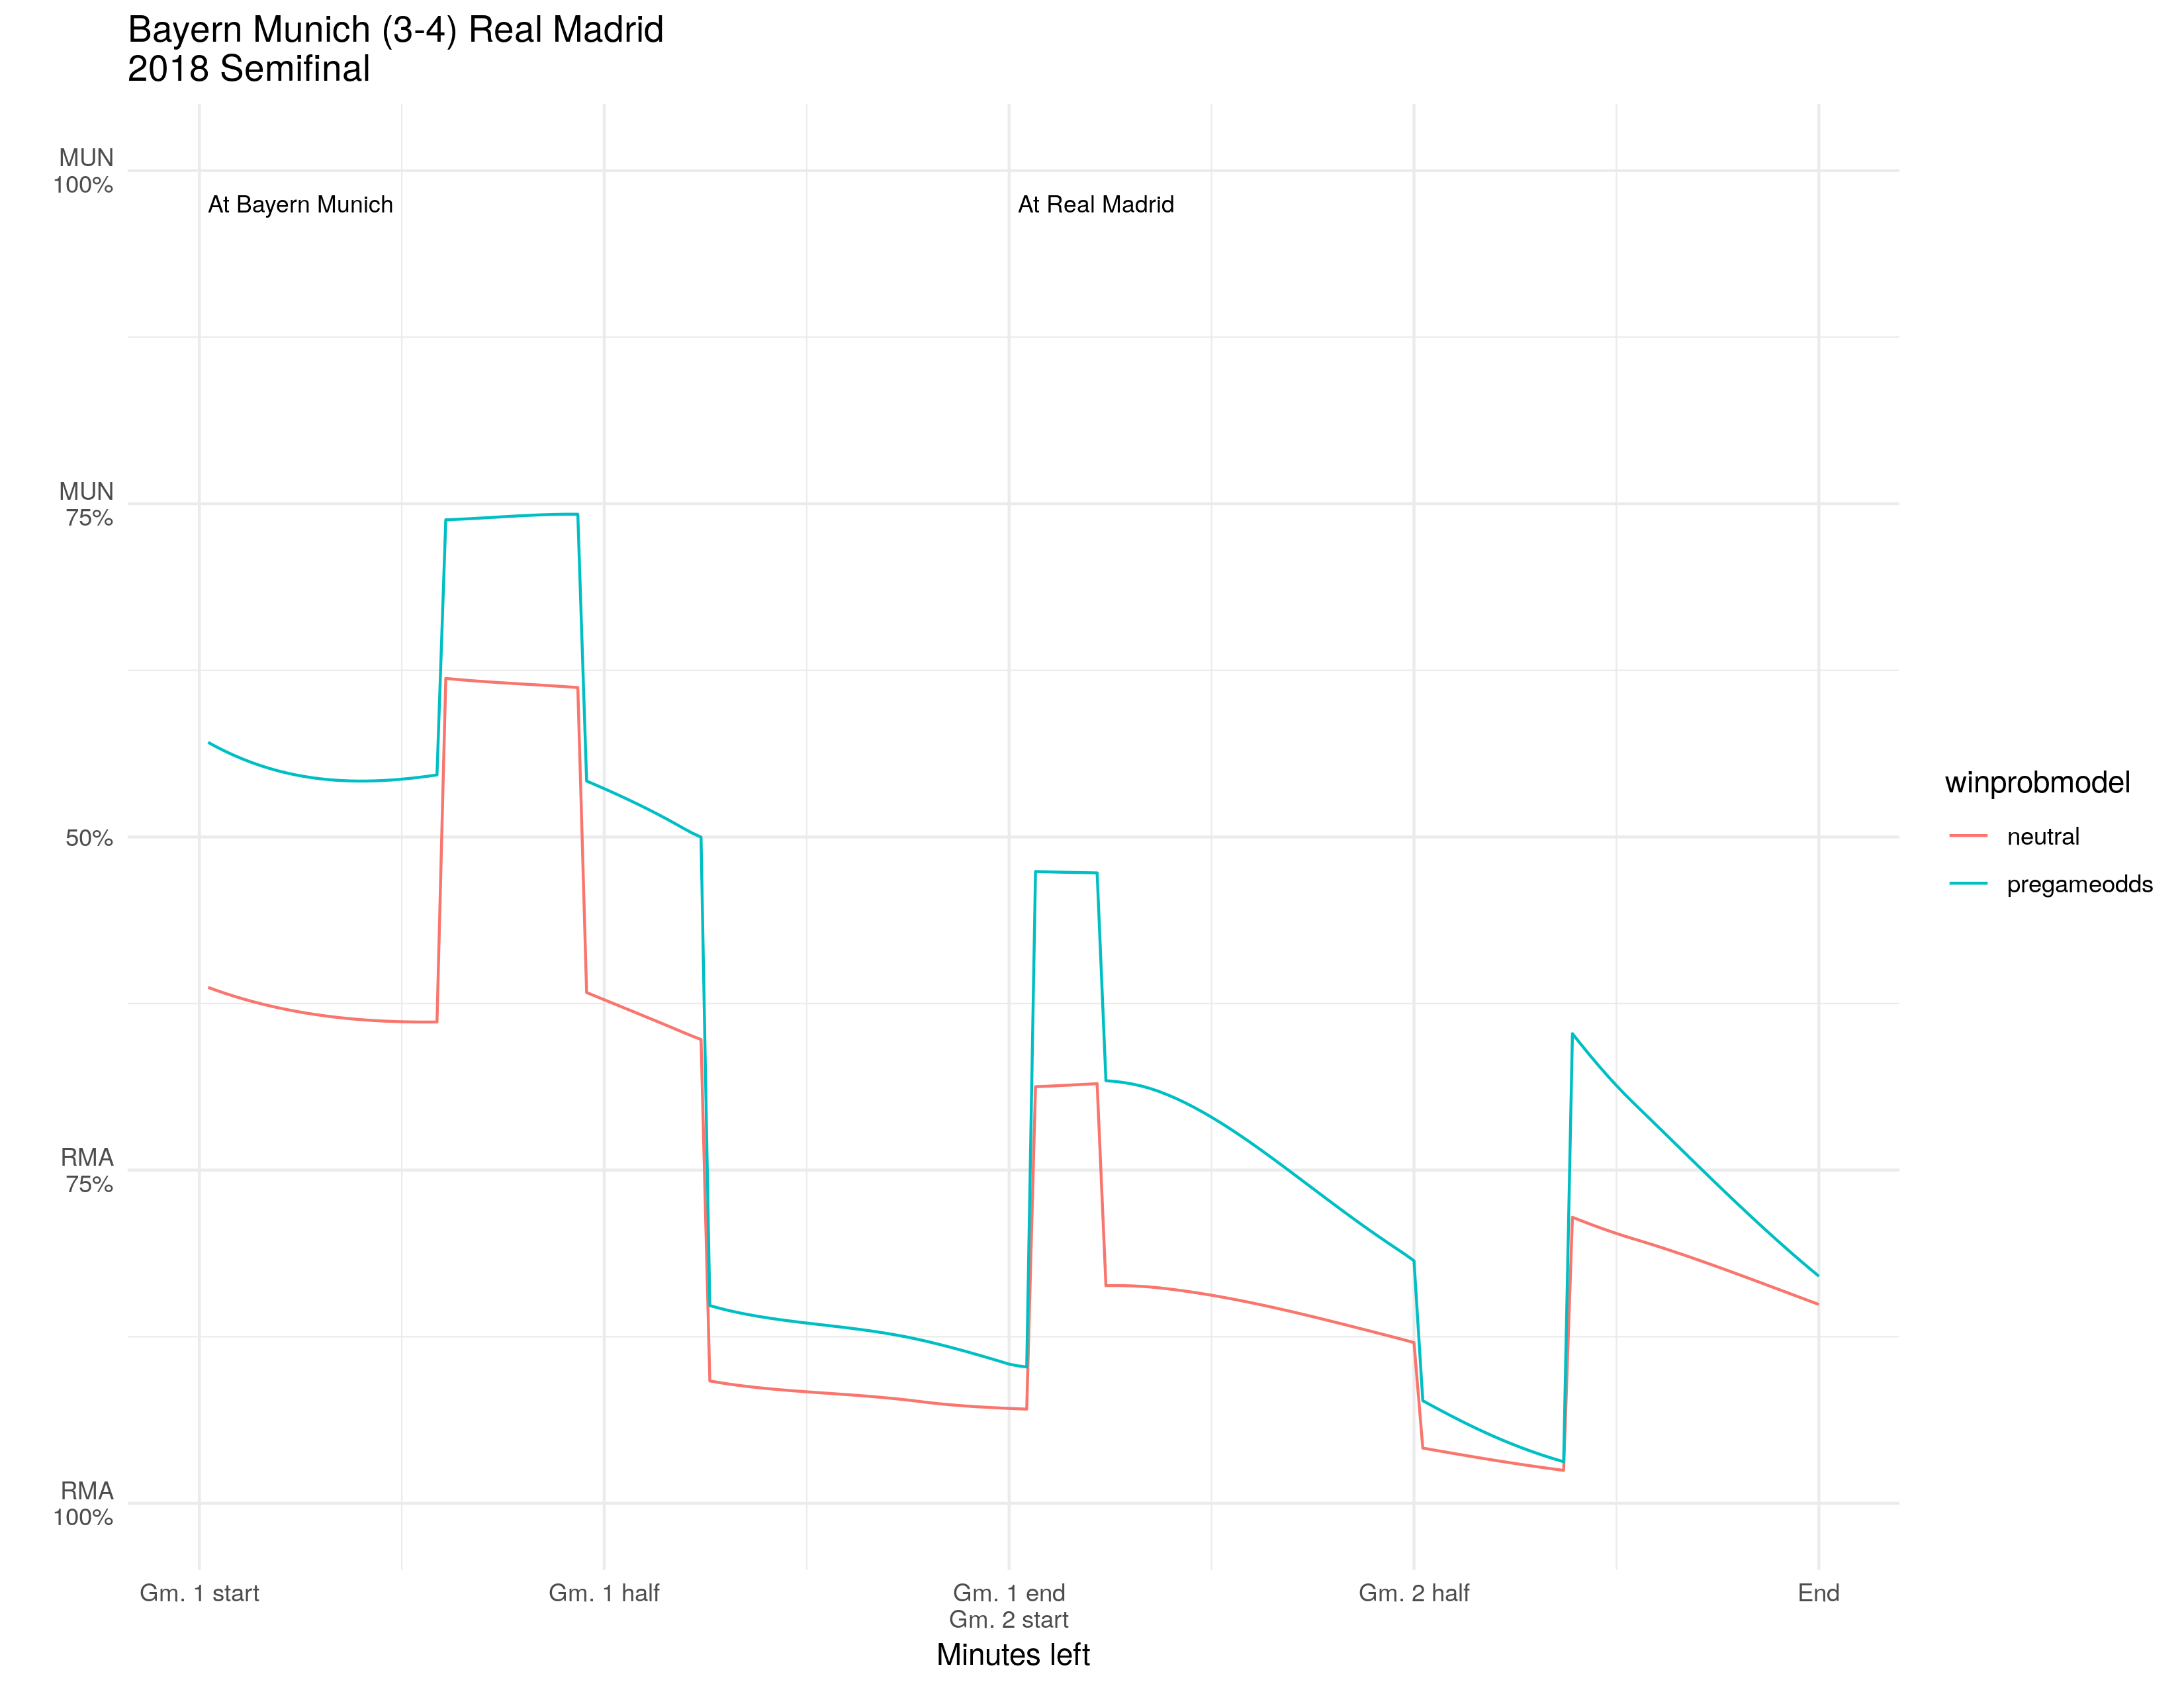 Bayern Munich (3-4) Real Madrid
2018 Semifinal
MUN
100%
At Bayern Munich
At Real Madrid
MUN
75%
50%
RMA
75%
RMA
100%
Gm. 1 start
Gm. 1 half
Gm. 1 end
Gm. 2 start
Gm. 2 half
End
Minutes left
winprobmodel
neutral
pregameodds